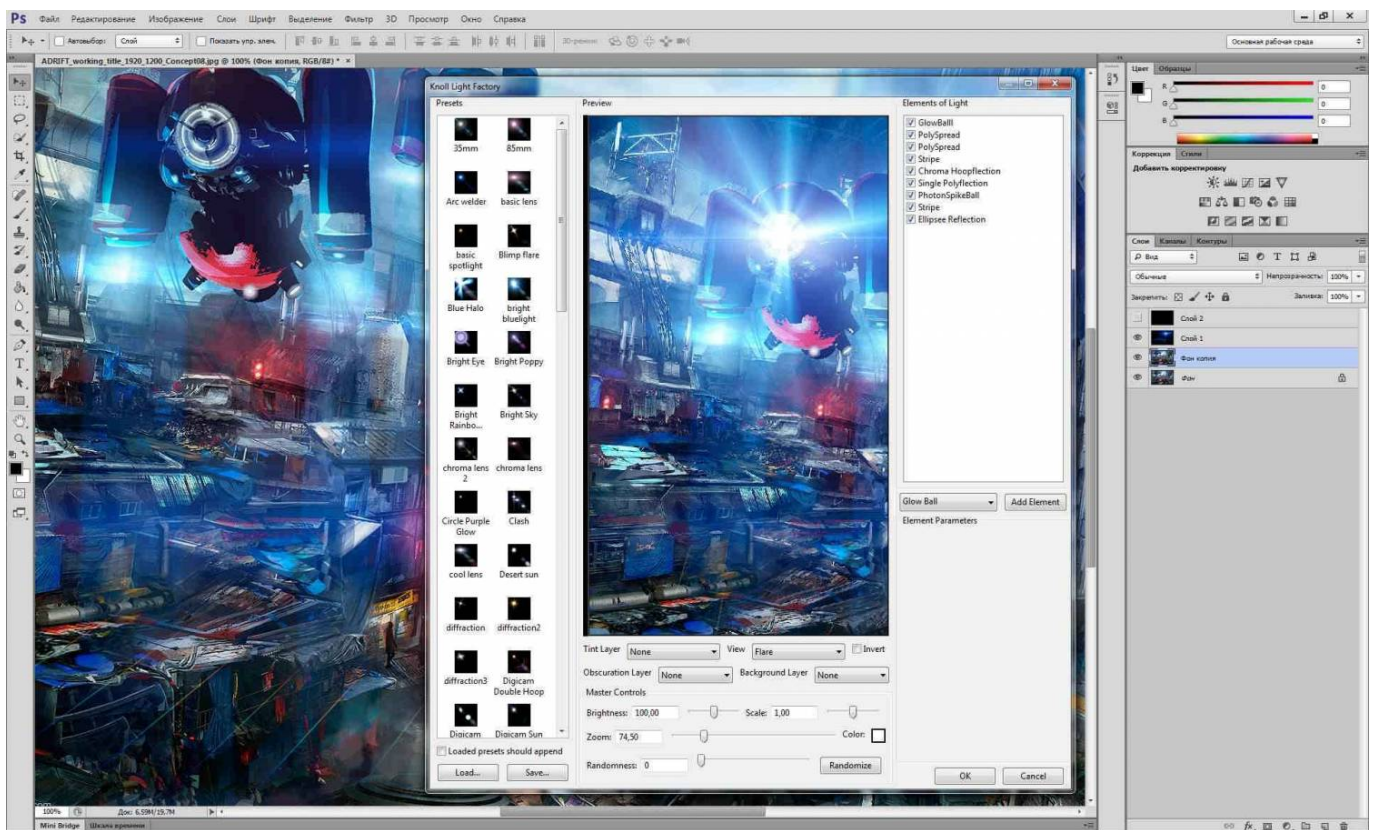 Ps Файл Редактирование Изображение Слои Шрифт Выделение Фильтр 3D Просмотр Окно Справка
Автовыбор: Слой Показать упр. элем. 3D-режим: Основная рабочая среда
ADRIFT_working_title_1920_1200_Concept08.jpg @ 100% (Фон копия, RGB/8#) * ×
Knoll Light Factory
Presets
35mm 85mm
Arc welder basic lens
basic spotlight Blimp flare
Blue Halo bright bluelight
Bright Eye Bright Poppy
Bright Rainbo... Bright Sky
chroma lens 2 chroma lens
Circle Purple Glow Clash
cool lens Desert sun
diffraction diffraction2
diffraction3 Digicam Double Hoop
Digicam Digicam Sun
Loaded presets should append
Load... Save...
Preview
Tint Layer None View Flare Invert
Obscuration Layer None Background Layer None
Master Controls
Brightness: 100,00 Scale: 1,00
Zoom: 74,50 Color:
Randomness: 0 Randomize
Elements of Light
GlowBalll
PolySpread
PolySpread
Stripe
Chroma Hoopflection
Single Polyflection
PhotonSpikeBall
Stripe
Ellipsee Reflection
Glow Ball Add Element
Element Parameters
OK Cancel
Цвет Образцы
R 0
G 0
B 0
Коррекция Стили
Добавить корректировку
Слои Каналы Контуры
Вид
Обычные Непрозрачность: 100%
Закрепить: Заливка: 100%
Слой 2
Слой 1
Фон копия
Фон
100% Док: 6,59M/19,7M
Mini Bridge Шкала времени